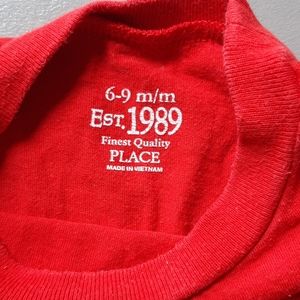 6-9 m/m
EST. 1989
Finest Quality
PLACE
MADE IN VIETNAM